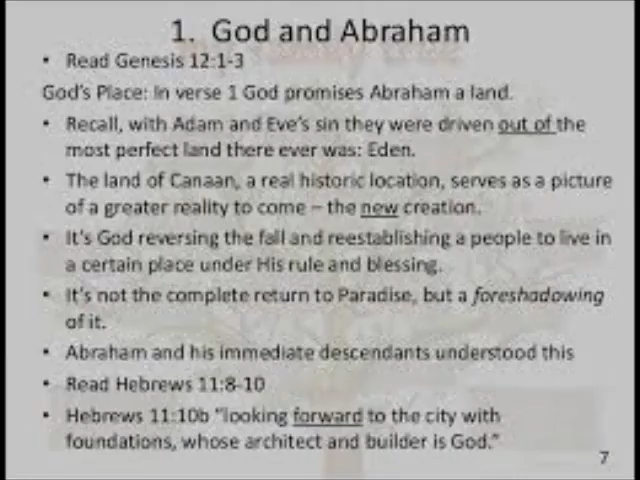 1. God and Abraham
• Read Genesis 12:1-3
God's Place: In verse 1 God promises Abraham a land.
• Recall, with Adam and Eve's sin they were driven out of the
most perfect land there ever was: Eden.
• The land of Canaan, a real historic location, serves as a picture
of a greater reality to come – the new creation.
• It's God reversing the fall and reestablishing a people to live in
a certain place under His rule and blessing.
• It's not the complete return to Paradise, but a foreshadowing
of it.
• Abraham and his immediate descendants understood this
• Read Hebrews 11:8-10
• Hebrews 11:10b "looking forward to the city with
foundations, whose architect and builder is God."
7